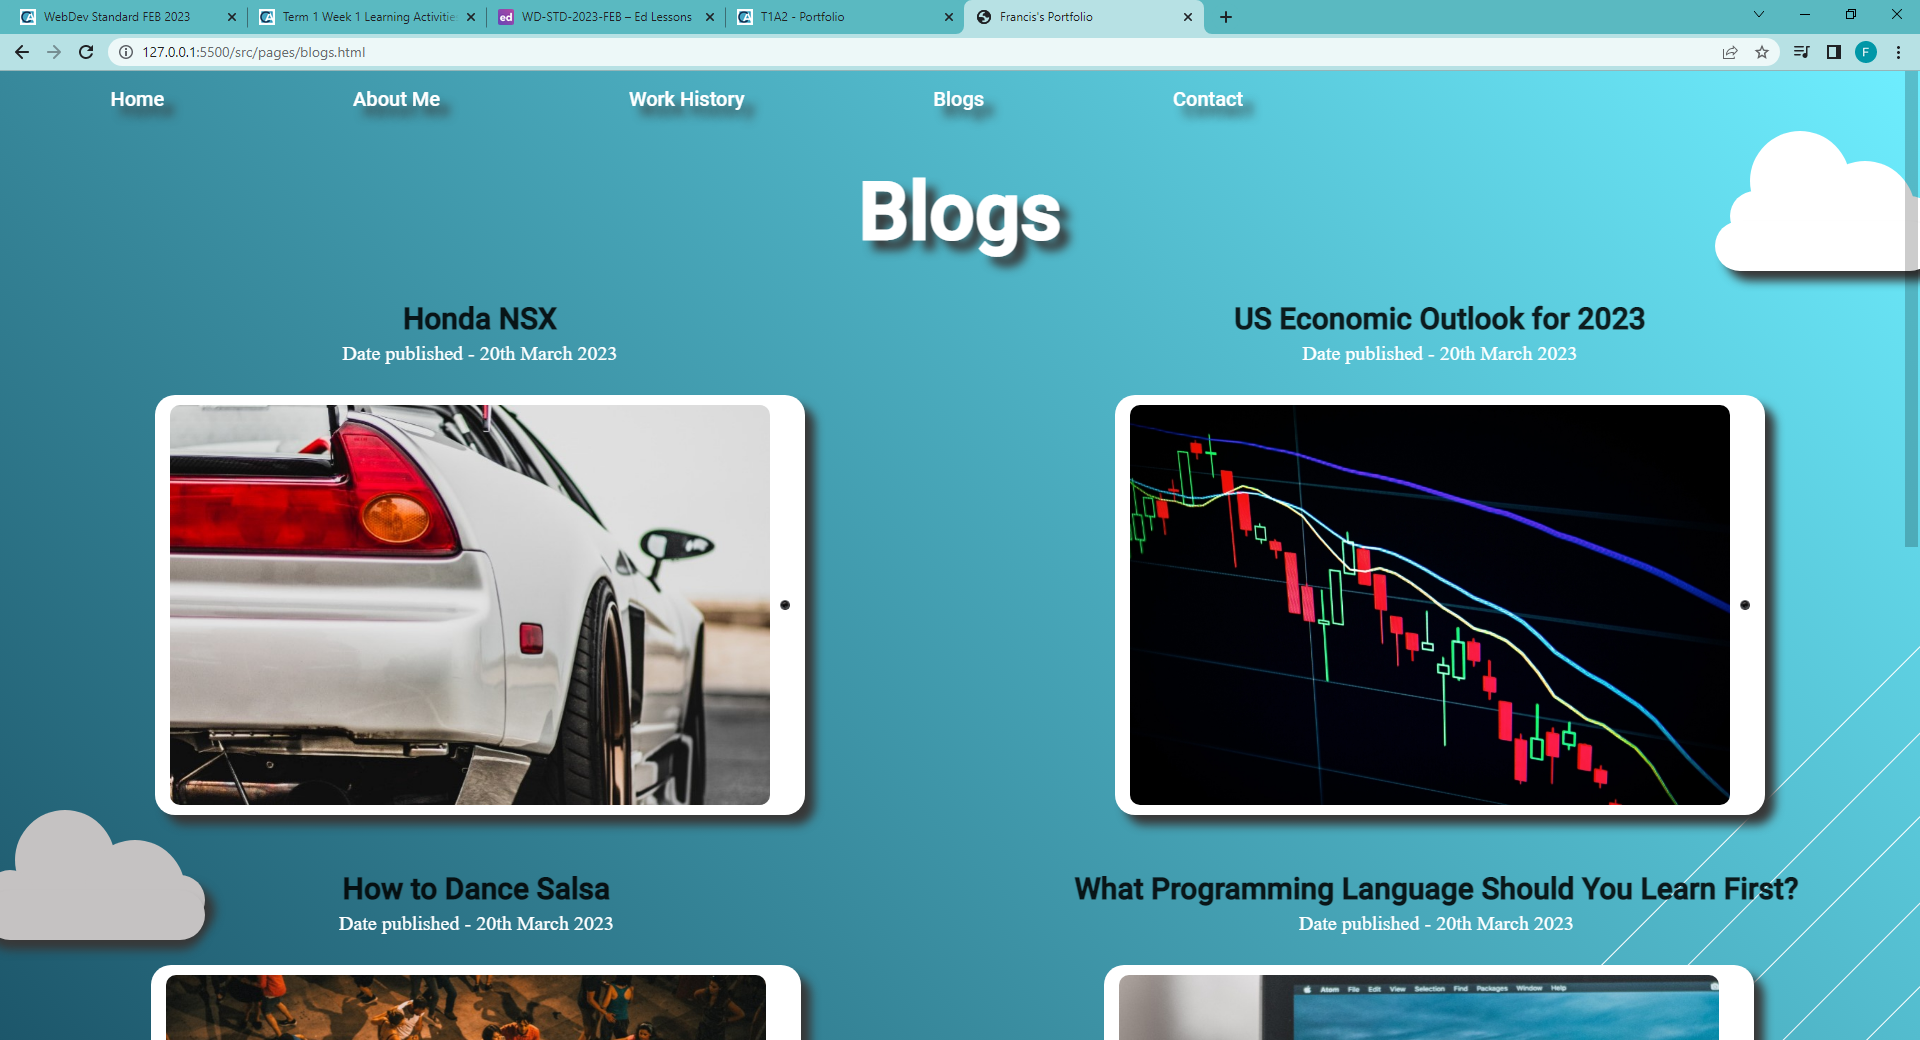 WebDev Standard FEB 2023
Term 1 Week 1 Learning Activities
WD-STD-2023-FEB – Ed Lessons
T1A2 - Portfolio
Francis's Portfolio
127.0.0.1:5500/src/pages/blogs.html
F
Home
About Me
Work History
Blogs
Contact
Blogs
Honda NSX
Date published - 20th March 2023
US Economic Outlook for 2023
Date published - 20th March 2023
How to Dance Salsa
Date published - 20th March 2023
What Programming Language Should You Learn First?
Date published - 20th March 2023
Atom File Edit View Selection Find Packages Window Help